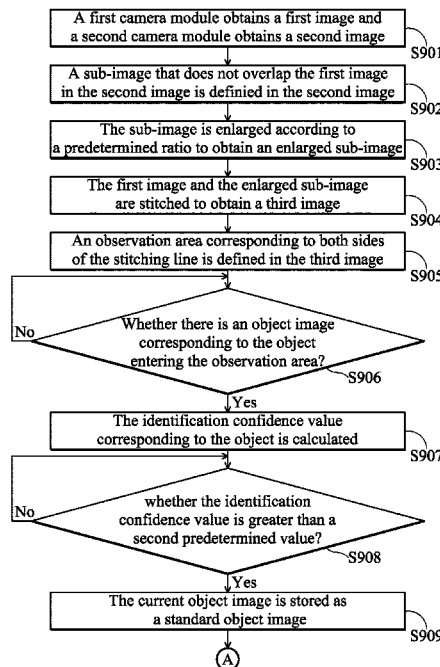 A first camera module obtains a first image and
a second camera module obtains a second image
S901
A sub-image that does not overlap the first image
in the second image is definied in the second image
S902
The sub-image is enlarged according to
a predetermined ratio to obtain an enlarged sub-image
S903
The first image and the enlarged sub-image
are stitched to obtain a third image
S904
An observation area corresponding to both sides
of the stitching line is defined in the third image
S905
No
Whether there is an object image
corresponding to the object
entering the observation area?
S906
Yes
The identification confidence value
corresponding to the object is calculated
S907
No
whether the identification
confidence value is greater than a
second predetermined value?
S908
Yes
The current object image is stored as
a standard object image
S909
A